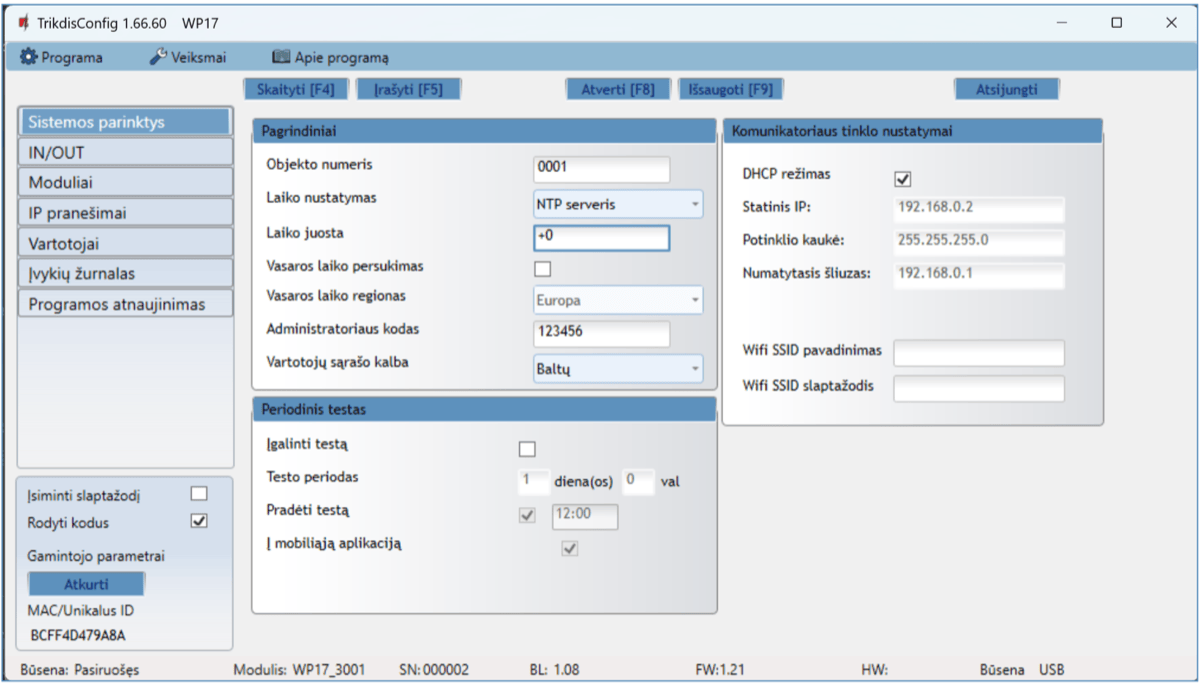 TrikdisConfig 1.66.60 WP17
Programa Veiksmai Apie programą
Skaityti [F4] Įrašyti [F5] Atverti [F8] Išsaugoti [F9] Atsijungti
Sistemos parinktys
IN/OUT
Moduliai
IP pranešimai
Vartotojai
Įvykių žurnalas
Programos atnaujinimas
Įsiminti slaptažodį
Rodyti kodus
Gamintojo parametrai
Atkurti
MAC/Unikalus ID
BCFF4D479A8A
Pagrindiniai
Objekto numeris 0001
Laiko nustatymas NTP serveris
Laiko juosta +0
Vasaros laiko persukimas
Vasaros laiko regionas Europa
Administratoriaus kodas 123456
Vartotojų sąrašo kalba Baltų
Periodinis testas
Įgalinti testą
Testo periodas 1 diena(os) 0 val
Pradėti testą 12:00
Į mobiliąją aplikaciją
Komunikatoriaus tinklo nustatymai
DHCP režimas
Statinis IP: 192.168.0.2
Potinklio kaukė: 255.255.255.0
Numatytasis šliuzas: 192.168.0.1
Wifi SSID pavadinimas
Wifi SSID slaptažodis
Būsena: Pasiruošęs Modulis: WP17_3001 SN:000002 BL: 1.08 FW:1.21 HW: Būsena USB